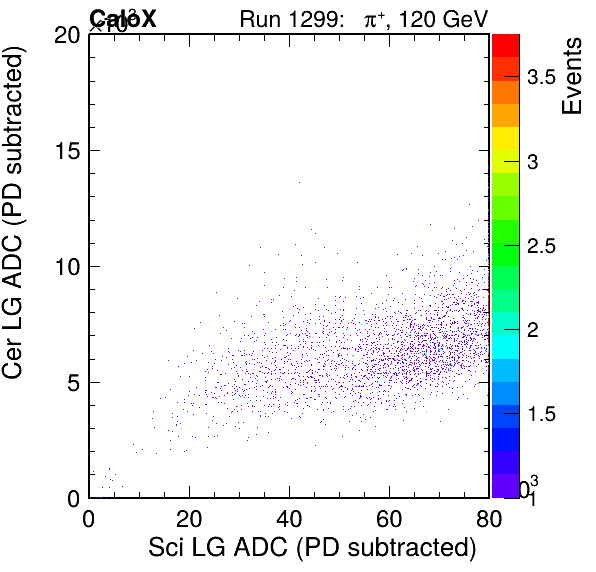 CaloX
×10³
Run 1299: π⁺, 120 GeV
20
15
10
5
0
Cer LG ADC (PD subtracted)
0 20 40 60 80
Sci LG ADC (PD subtracted)
Events
3.5
3
2.5
2
1.5
1